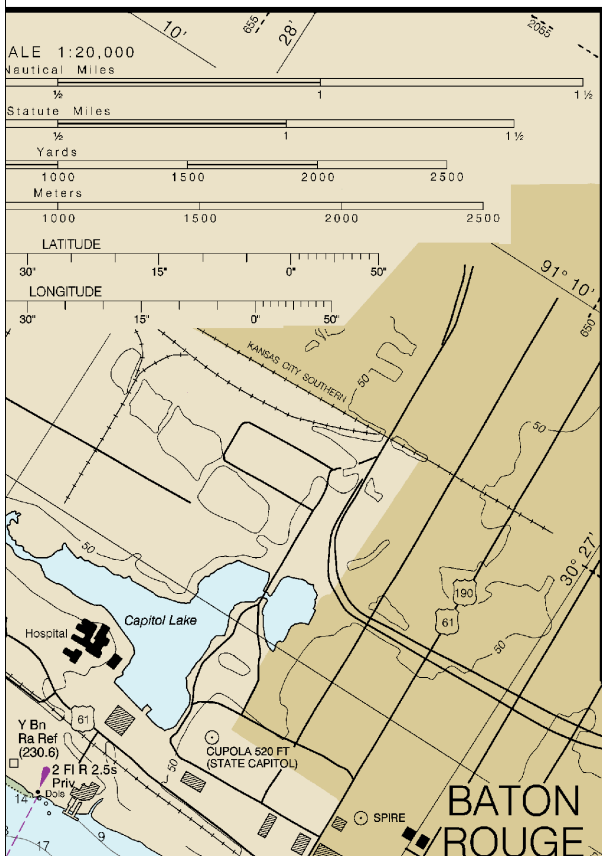 10'
655
28'
2055
ALE 1:20,000
Nautical Miles
½ 1 1 ½
Statute Miles
½ 1 1 ½
Yards
1000 1500 2000 2500
Meters
1000 1500 2000 2500
LATITUDE
30" 15" 0" 50"
LONGITUDE
30" 15" 0" 50"
91° 10'
650
KANSAS CITY SOUTHERN
50
50
50
30° 27'
190
61
50
Capitol Lake
Hospital
61
Y Bn
Ra Ref
(230.6)
CUPOLA 520 FT
(STATE CAPITOL)
50
2 Fl R 2.5s
Priv
Dols
14
9
17
SPIRE
BATON
ROUGE